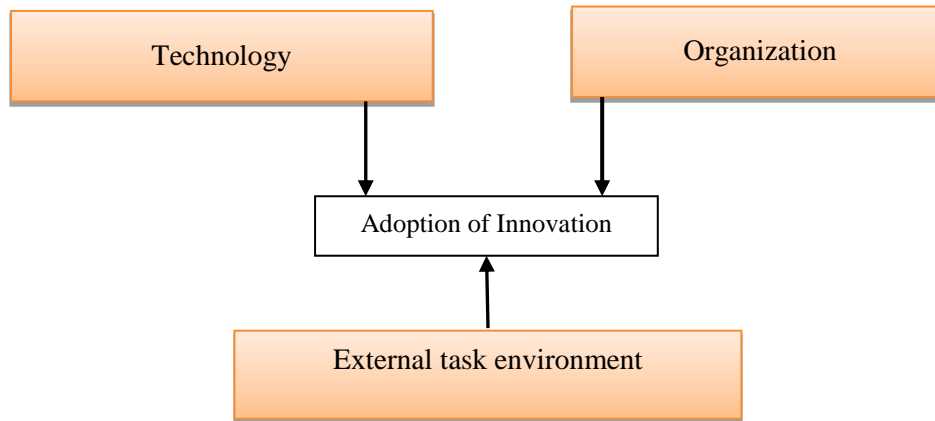 Technology
Organization
Adoption of Innovation
External task environment